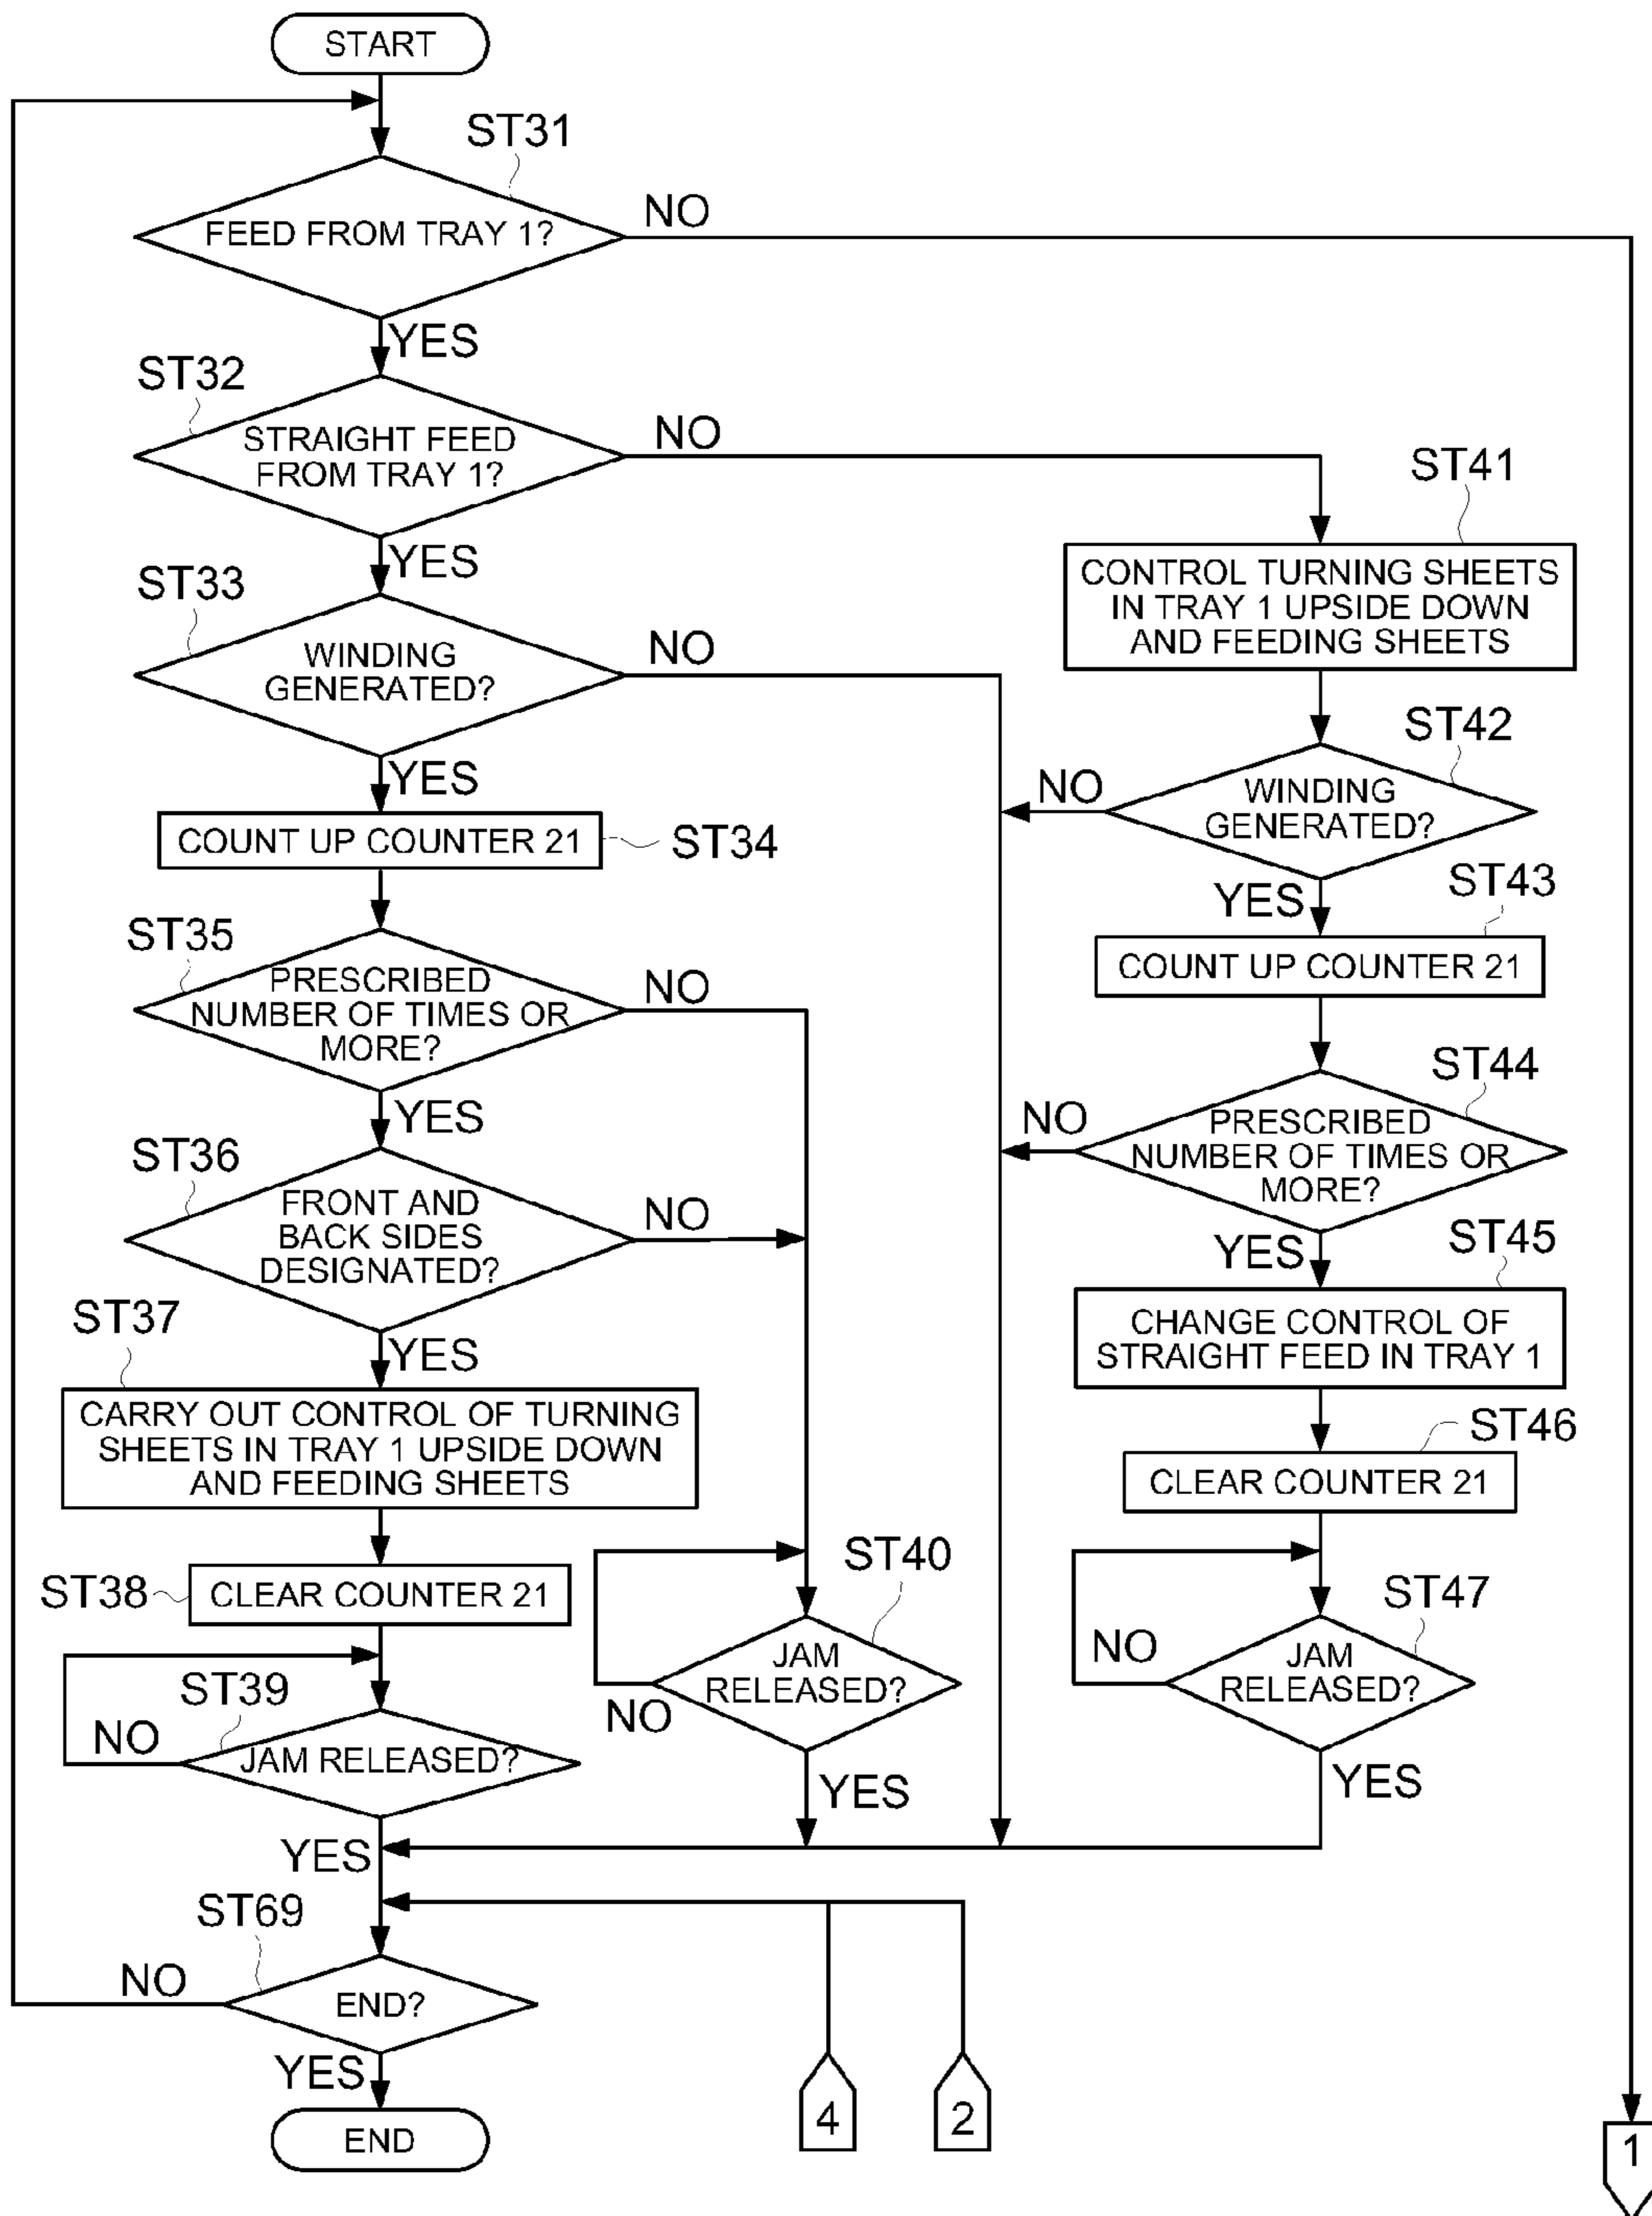 START
ST31
FEED FROM TRAY 1?
NO
YES
ST32
STRAIGHT FEED
FROM TRAY 1?
NO
YES
ST33
WINDING
GENERATED?
NO
YES
COUNT UP COUNTER 21
ST34
ST35
PRESCRIBED
NUMBER OF TIMES OR
MORE?
NO
YES
ST36
FRONT AND
BACK SIDES
DESIGNATED?
NO
YES
ST37
CARRY OUT CONTROL OF TURNING
SHEETS IN TRAY 1 UPSIDE DOWN
AND FEEDING SHEETS
ST38
CLEAR COUNTER 21
ST39
JAM RELEASED?
NO
YES
ST40
JAM
RELEASED?
NO
YES
ST41
CONTROL TURNING SHEETS
IN TRAY 1 UPSIDE DOWN
AND FEEDING SHEETS
ST42
WINDING
GENERATED?
NO
YES
ST43
COUNT UP COUNTER 21
ST44
PRESCRIBED
NUMBER OF TIMES OR
MORE?
NO
YES
ST45
CHANGE CONTROL OF
STRAIGHT FEED IN TRAY 1
ST46
CLEAR COUNTER 21
ST47
JAM
RELEASED?
NO
YES
ST69
END?
NO
YES
END
4
2
1